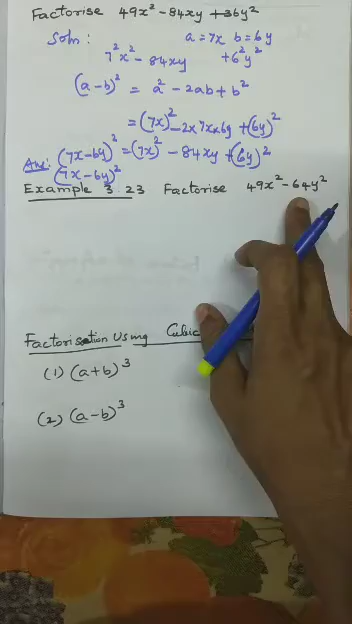 Factorise 49x² - 84xy + 36y²
Soln: a = 7x b = 6y
7²x² - 84xy + 6²y²
(a-b)² = a² - 2ab + b²
= (7x)² - 2x7x x 6y + (6y)²
(7x-6y)² = (7x)² - 84xy + (6y)²
Ans: (7x-6y)²
Example 3.23 Factorise 49x² - 64y²
Factorisation Using Cubic
(1) (a+b)³
(2) (a-b)³